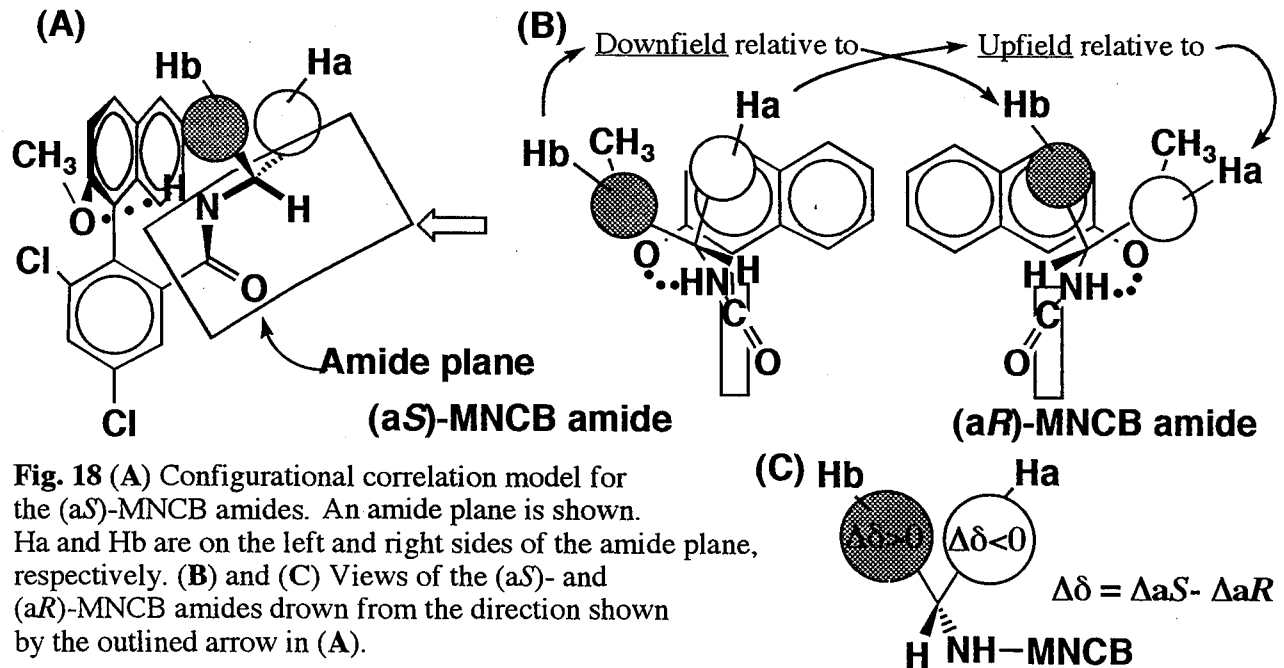 (A)
Hb
Ha
CH3
O
H
N
H
Cl
O
Amide plane
Cl
(aS)-MNCB amide
(B)
Downfield relative to
Upfield relative to
Ha
Hb
CH3
O
HN
H
C
O
Hb
CH3
Ha
O
H
NH
C
O
(aR)-MNCB amide
Fig. 18 (A) Configurational correlation model for
the (aS)-MNCB amides. An amide plane is shown.
Ha and Hb are on the left and right sides of the amide plane,
respectively. (B) and (C) Views of the (aS)- and
(aR)-MNCB amides drown from the direction shown
by the outlined arrow in (A).
(C)
Hb
Ha
Δδ>0
Δδ<0
Δδ = ΔaS- ΔaR
H NH–MNCB